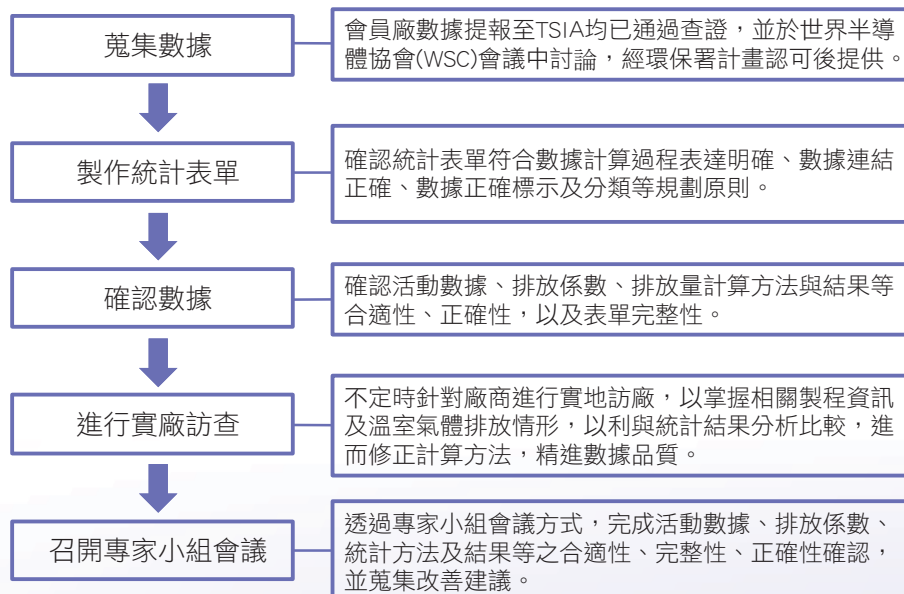 蒐集數據
會員廠數據提報至TSIA均已通過查證，並於世界半導
體協會(WSC)會議中討論，經環保署計畫認可後提供。
製作統計表單
確認統計表單符合數據計算過程表達明確、數據連結
正確、數據正確標示及分類等規劃原則。
確認數據
確認活動數據、排放係數、排放量計算方法與結果等
合適性、正確性，以及表單完整性。
進行實廠訪查
不定時針對廠商進行實地訪廠，以掌握相關製程資訊
及溫室氣體排放情形，以利與統計結果分析比較，進
而修正計算方法，精進數據品質。
召開專家小組會議
透過專家小組會議方式，完成活動數據、排放係數、
統計方法及結果等之合適性、完整性、正確性確認，
並蒐集改善建議。